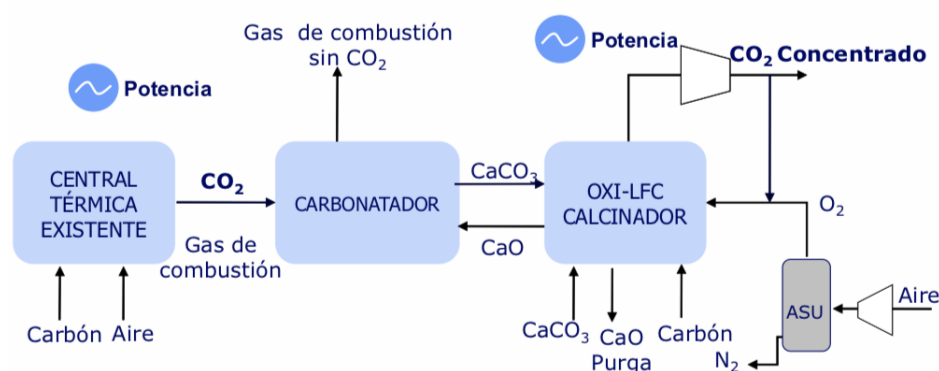 Gas de combustión
sin CO₂
Potencia
CO₂ Concentrado
Potencia
CENTRAL
TÉRMICA
EXISTENTE
CO₂
Gas de
combustión
CARBONATADOR
CaCO₃
CaO
OXI-LFC
CALCINADOR
O₂
ASU
Aire
Carbón
Aire
CaCO₃
CaO
Purga
Carbón
N₂